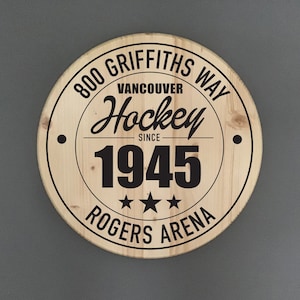 800 GRIFFITHS WAY
VANCOUVER
Hockey
SINCE
1945
ROGERS ARENA